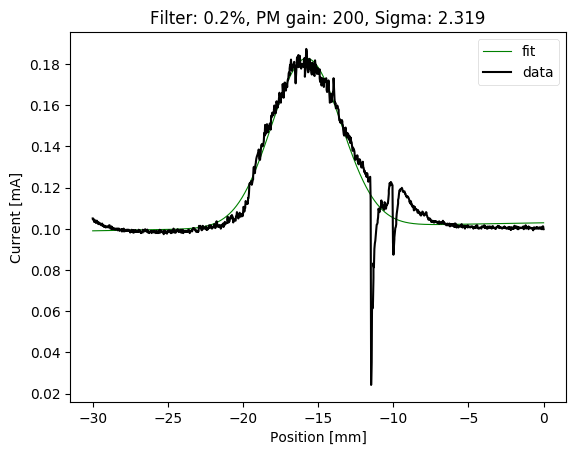 Filter: 0.2%, PM gain: 200, Sigma: 2.319
fit
data
0.18
0.16
0.14
0.12
0.10
0.08
0.06
0.04
0.02
Current [mA]
−30 −25 −20 −15 −10 −5 0
Position [mm]